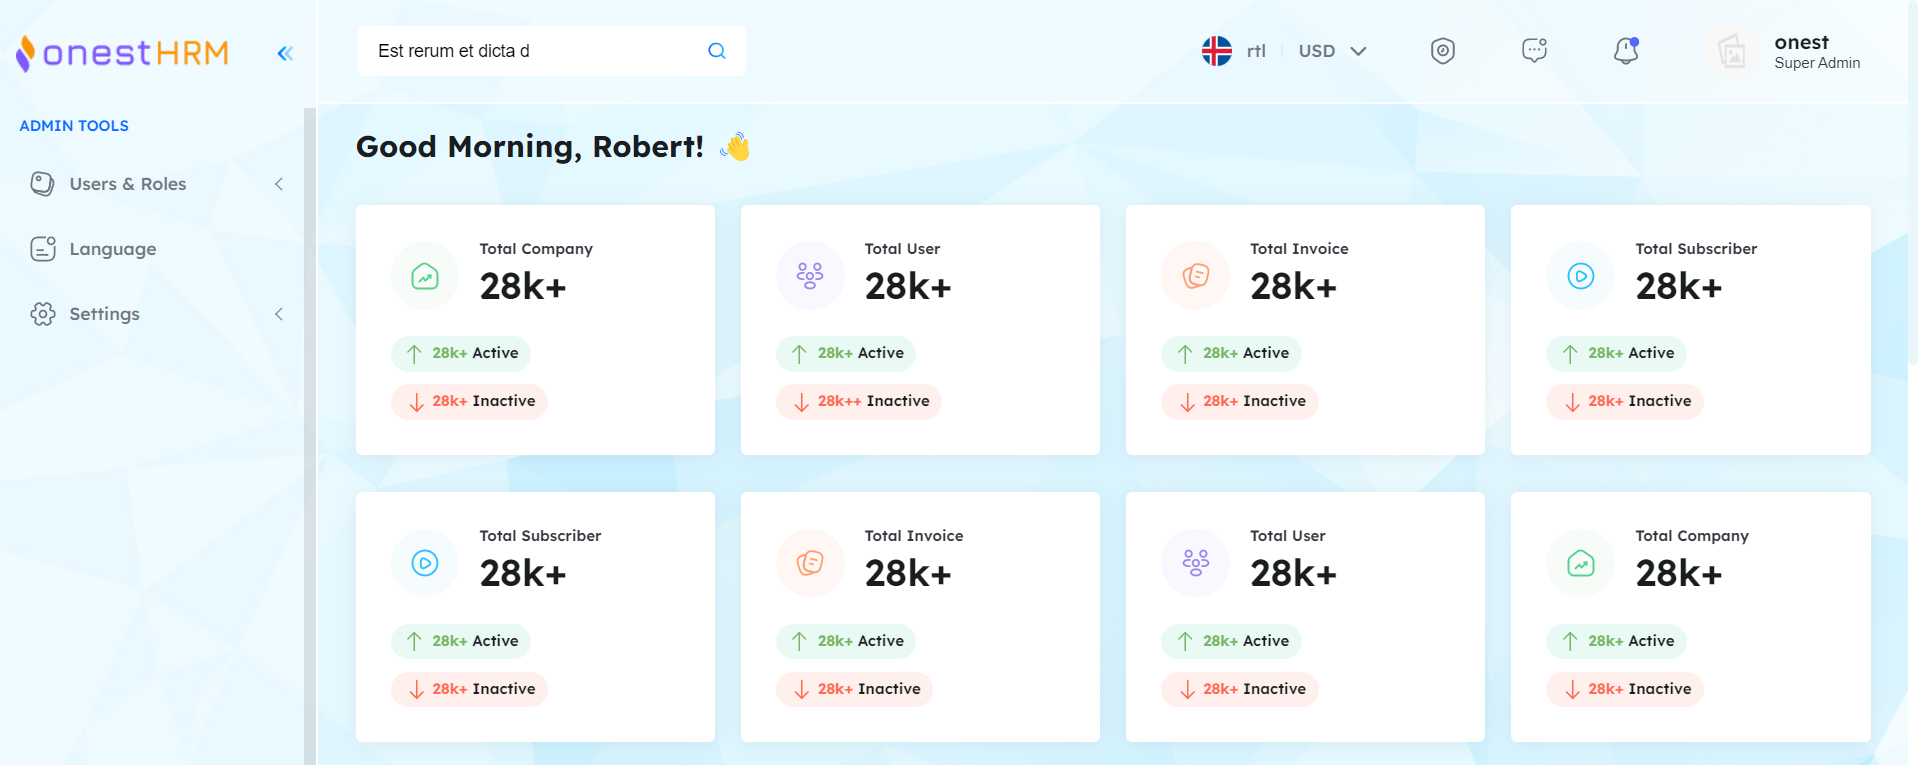 onestHRM
Est rerum et dicta d
rtl
USD
onest
Super Admin
ADMIN TOOLS
Users & Roles
Language
Settings
Good Morning, Robert!
Total Company
28k+
28k+ Active
28k+ Inactive
Total User
28k+
28k+ Active
28k++ Inactive
Total Invoice
28k+
28k+ Active
28k+ Inactive
Total Subscriber
28k+
28k+ Active
28k+ Inactive
Total Subscriber
28k+
28k+ Active
28k+ Inactive
Total Invoice
28k+
28k+ Active
28k+ Inactive
Total User
28k+
28k+ Active
28k+ Inactive
Total Company
28k+
28k+ Active
28k+ Inactive